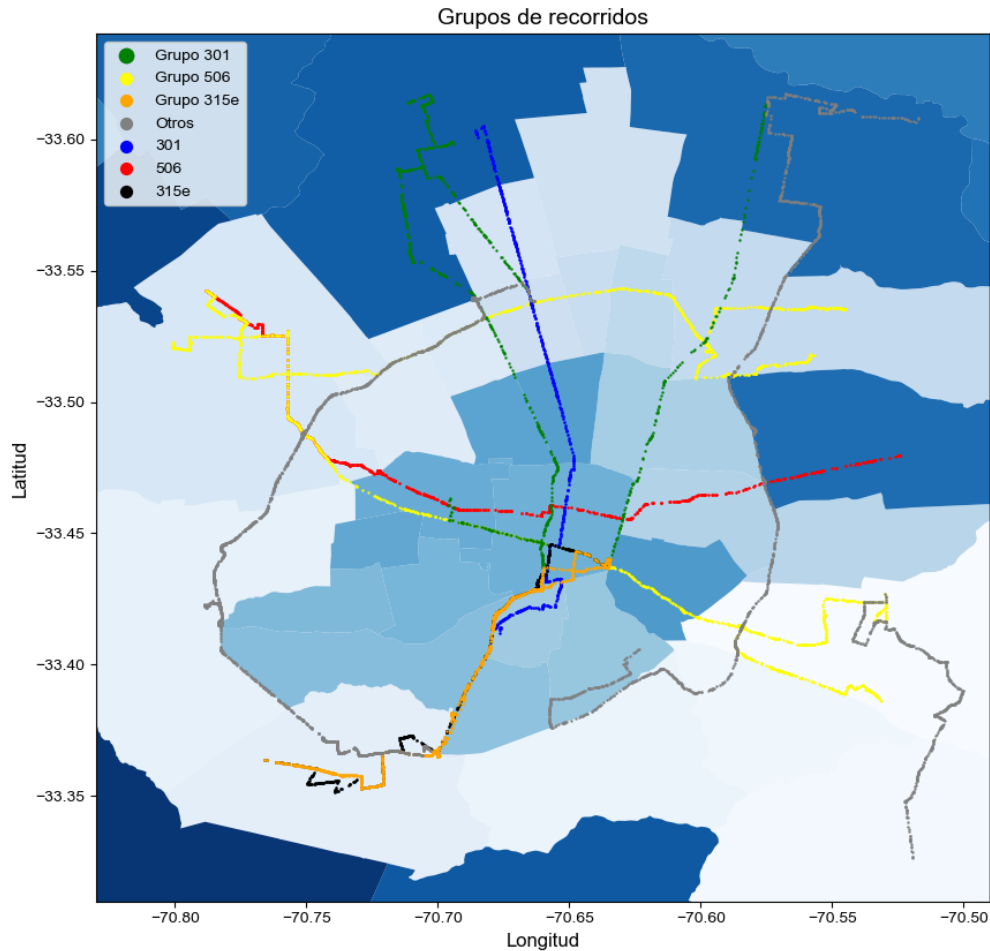 Grupos de recorridos
Grupo 301
Grupo 506
Grupo 315e
Otros
301
506
315e
−33.60
−33.55
−33.50
−33.45
−33.40
−33.35
Latitud
−70.80
−70.75
−70.70
−70.65
−70.60
−70.55
−70.50
Longitud